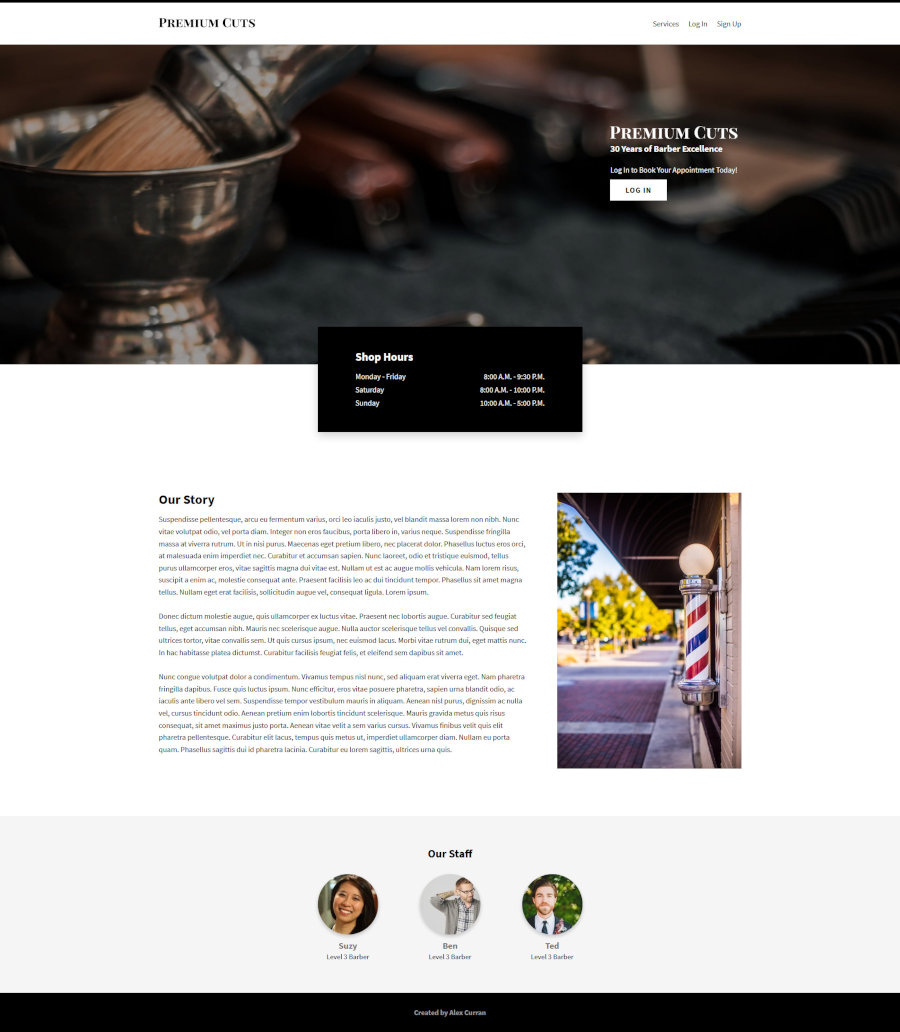 Premium Cuts
Services Log In Sign Up
Premium Cuts
30 Years of Barber Excellence
Log In to Book Your Appointment Today!
LOG IN
Shop Hours
Monday - Friday 8:00 A.M. - 9:30 P.M.
Saturday 8:00 A.M. - 10:00 P.M.
Sunday 10:00 A.M. - 5:00 P.M.
Our Story
Suspendisse pellentesque, arcu eu fermentum varius, orci leo iaculis justo, vel blandit massa lorem non nibh. Nunc
vitae volutpat odio, vel porta diam. Integer non eros faucibus, porta libero in, varius neque. Suspendisse fringilla
massa at viverra rutrum. Ut in nisi purus. Maecenas eget pretium libero, nec placerat dolor. Phasellus luctus eros orci,
at malesuada enim imperdiet nec. Curabitur et accumsan sapien. Nunc laoreet, odio et tristique euismod, tellus
purus ullamcorper eros, vitae sagittis magna dui vitae est. Nullam ut est ac augue mollis vehicula. Nam lorem risus,
suscipit a enim ac, molestie consequat ante. Praesent facilisis leo ac dui tincidunt tempor. Phasellus sit amet magna
tellus. Nullam eget erat facilisis, sollicitudin augue vel, consequat ligula. Lorem ipsum.
Donec dictum molestie augue, quis ullamcorper ex luctus vitae. Praesent nec lobortis augue. Curabitur sed feugiat
tellus, eget accumsan nibh. Mauris nec scelerisque augue. Nulla auctor scelerisque tellus vel convallis. Quisque sed
ultrices tortor, vitae convallis sem. Ut quis cursus ipsum, nec euismod lacus. Morbi vitae rutrum dui, eget mattis nunc.
In hac habitasse platea dictumst. Curabitur facilisis feugiat felis, et eleifend sem dapibus sit amet.
Nunc congue volutpat dolor a condimentum. Vivamus tempus nisl nunc, sed aliquam erat viverra eget. Nam pharetra
fringilla dapibus. Fusce quis luctus ipsum. Nunc efficitur, eros vitae posuere pharetra, sapien urna blandit odio, ac
iaculis ante libero vel sem. Suspendisse tempor vestibulum mauris in aliquam. Aenean nisl purus, dignissim ac nulla
vel, cursus tincidunt odio. Aenean pretium enim lobortis tincidunt scelerisque. Mauris gravida metus quis risus
consequat, sit amet maximus justo porta. Aenean vitae velit a sem varius cursus. Vivamus finibus velit quis elit
pharetra pellentesque. Curabitur elit lacus, tempus quis metus ut, imperdiet ullamcorper diam. Nullam eu porta
quam. Phasellus sagittis dui id pharetra lacinia. Curabitur eu lorem sagittis, ultrices urna quis.
Our Staff
Suzy Ben Ted
Level 3 Barber Level 3 Barber Level 3 Barber
Created by Alex Curran